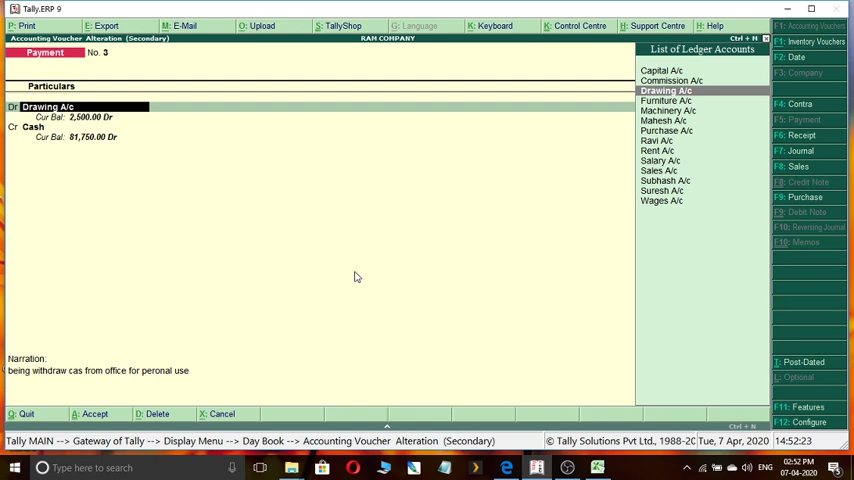 Tally.ERP 9
P: Print E: Export M: E-Mail O: Upload S: TallyShop G: Language K: Keyboard K: Control Centre H: Support Centre H: Help F1: Accounting Vouchers
Accounting Voucher Alteration (Secondary) RAM COMPANY Ctrl + M
F1: Inventory Vouchers
Payment No. 3 List of Ledger Accounts
F2: Date
Capital A/c
F3: Company
Commission A/c
Particulars
Drawing A/c
Furniture A/c
F4: Contra
Dr Drawing A/c
Machinery A/c
Cur Bal: 2,500.00 Dr
Mahesh A/c
F5: Payment
Cr Cash
Purchase A/c
F6: Receipt
Cur Bal: 81,750.00 Dr
Ravi A/c
Rent A/c
F7: Journal
Salary A/c
F8: Sales
Sales A/c
Subhash A/c
F8: Credit Note
Suresh A/c
F9: Purchase
Wages A/c
F9: Debit Note
F10: Reversing Journal
F10: Memos
Narration:
T: Post-Dated
being withdraw cas from office for peronal use
L: Optional
F11: Features
Q: Quit A: Accept D: Delete X: Cancel
F12: Configure
Ctrl + N
Tally MAIN --> Gateway of Tally --> Display Menu --> Day Book --> Accounting Voucher Alteration (Secondary) © Tally Solutions Pvt Ltd., 1988-20 Tue, 7 Apr, 2020 14:52:23
Type here to search ENG 02:52 PM
07-04-2020